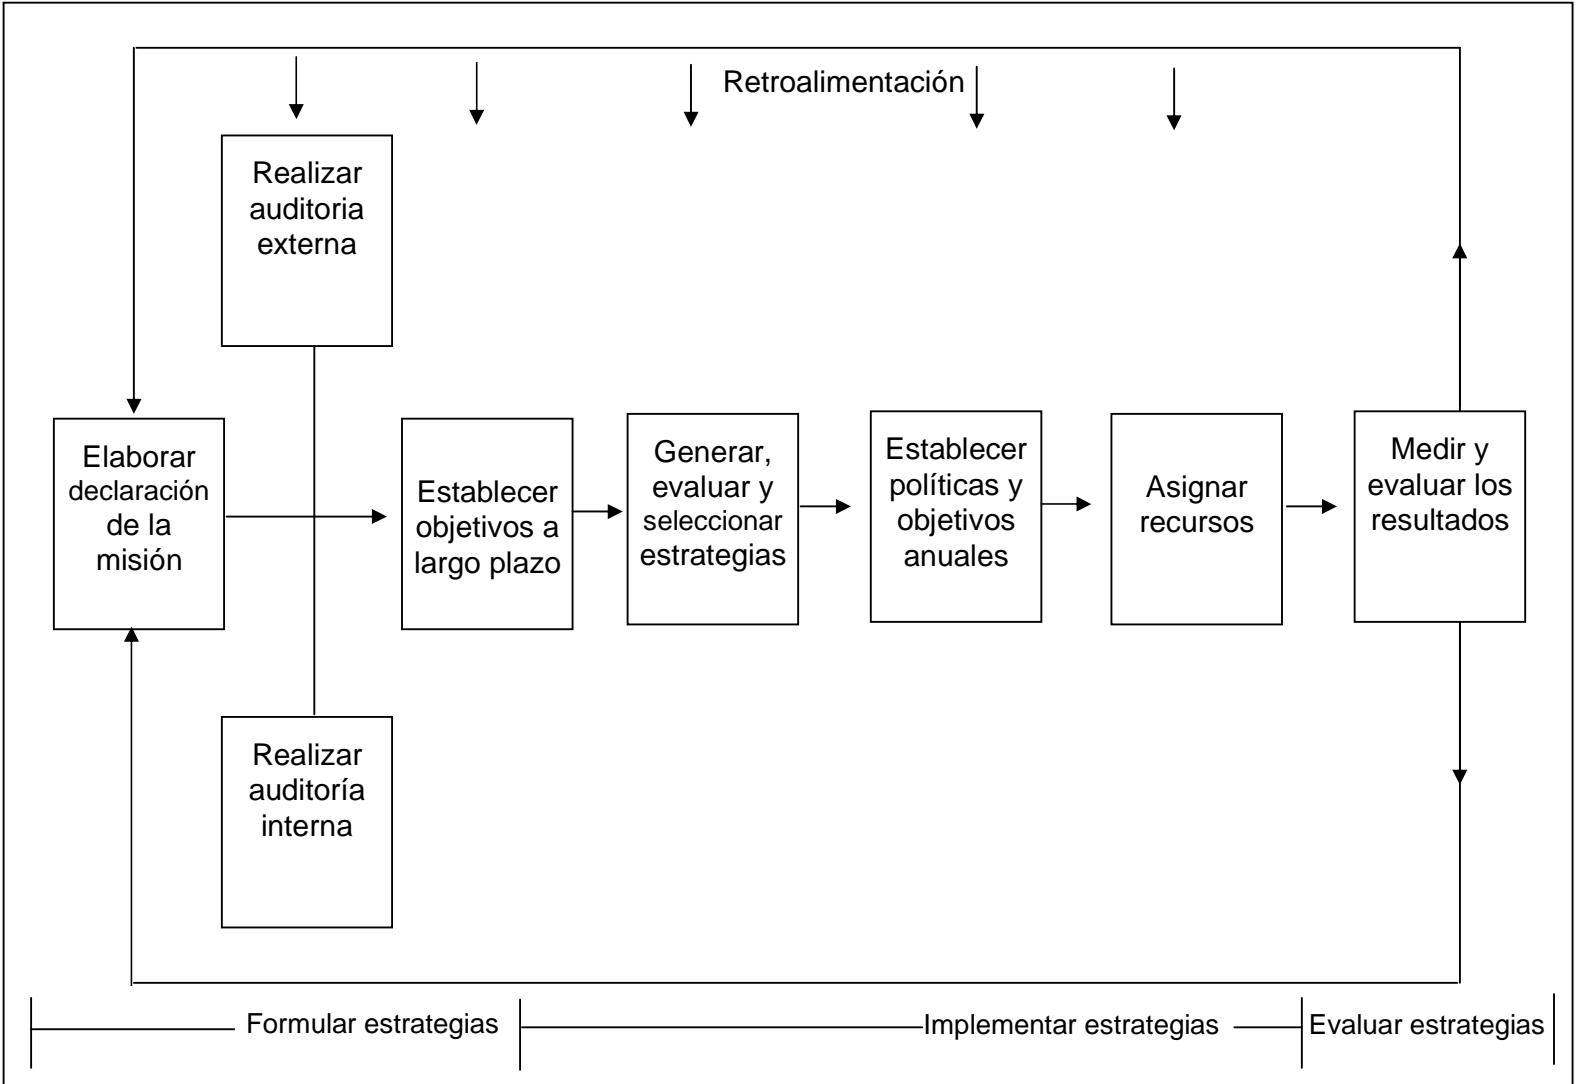 Retroalimentación
Realizar
auditoria
externa
Elaborar
declaración
de la
misión
Establecer
objetivos a
largo plazo
Generar,
evaluar y
seleccionar
estrategias
Establecer
políticas y
objetivos
anuales
Asignar
recursos
Medir y
evaluar los
resultados
Realizar
auditoría
interna
Formular estrategias
Implementar estrategias
Evaluar estrategias